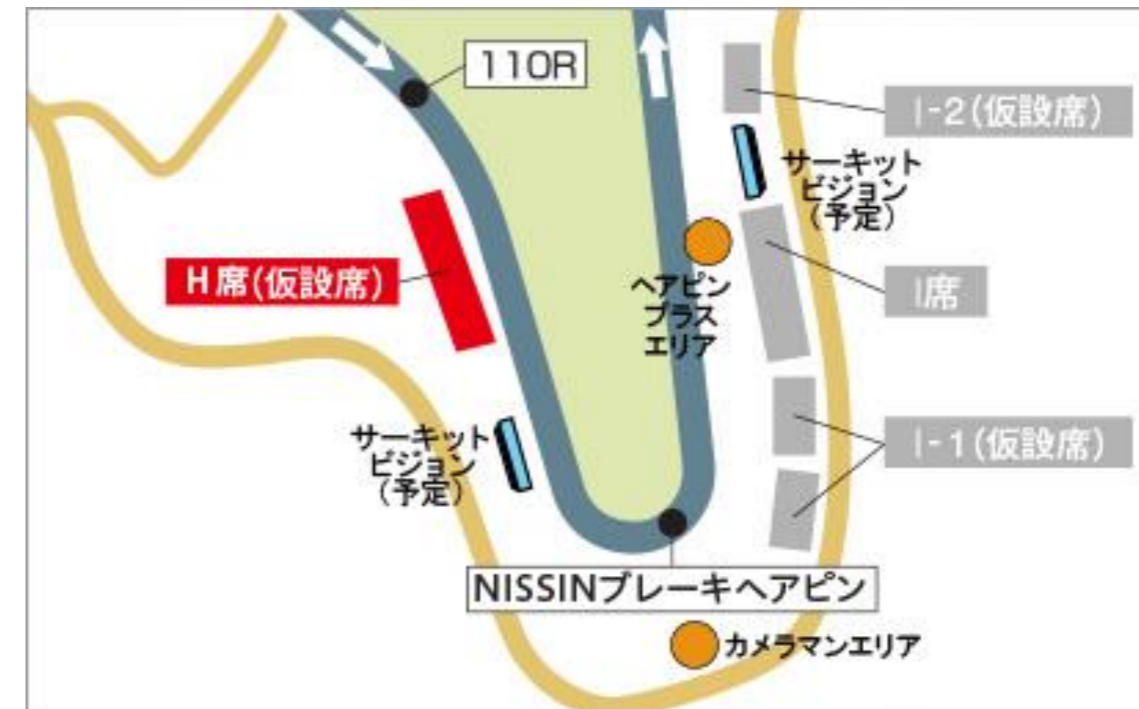 110R
I-2(仮設席)
サーキット
ビジョン
(予定)
H席(仮設席)
ヘアピン
プラス
エリア
I席
サーキット
ビジョン
(予定)
I-1(仮設席)
NISSINブレーキヘアピン
カメラマンエリア